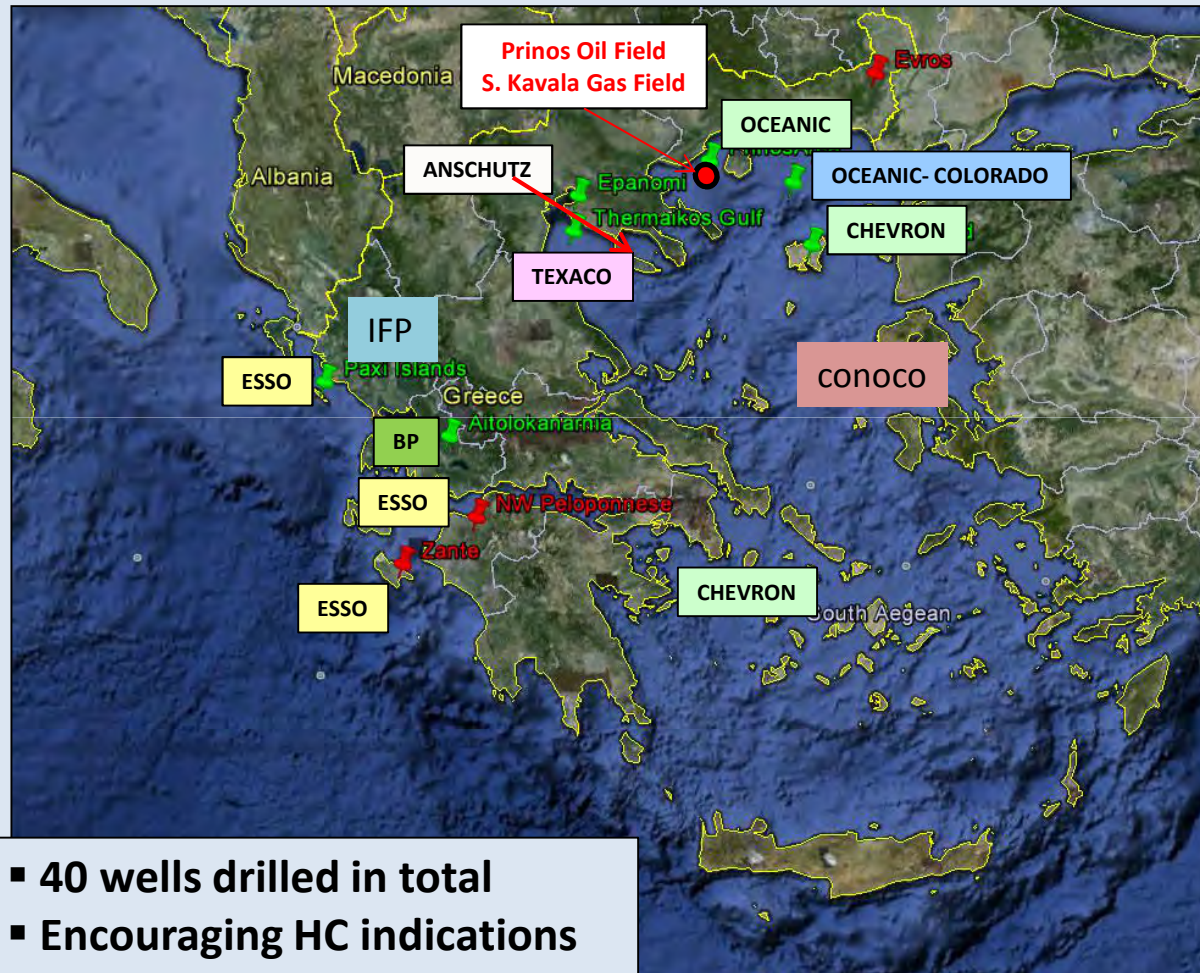 Prinos Oil Field
S. Kavala Gas Field
Evros
Macedonia
OCEANIC
Albania
ANSCHUTZ
Epanomi
OCEANIC- COLORADO
Thermaikos Gulf
CHEVRON
TEXACO
IFP
ESSO
Paxi Islands
conoco
Greece
BP
Aitolokanarnia
ESSO
NW Peloponnese
Zante
ESSO
CHEVRON
South Aegean
▪ 40 wells drilled in total
▪ Encouraging HC indications